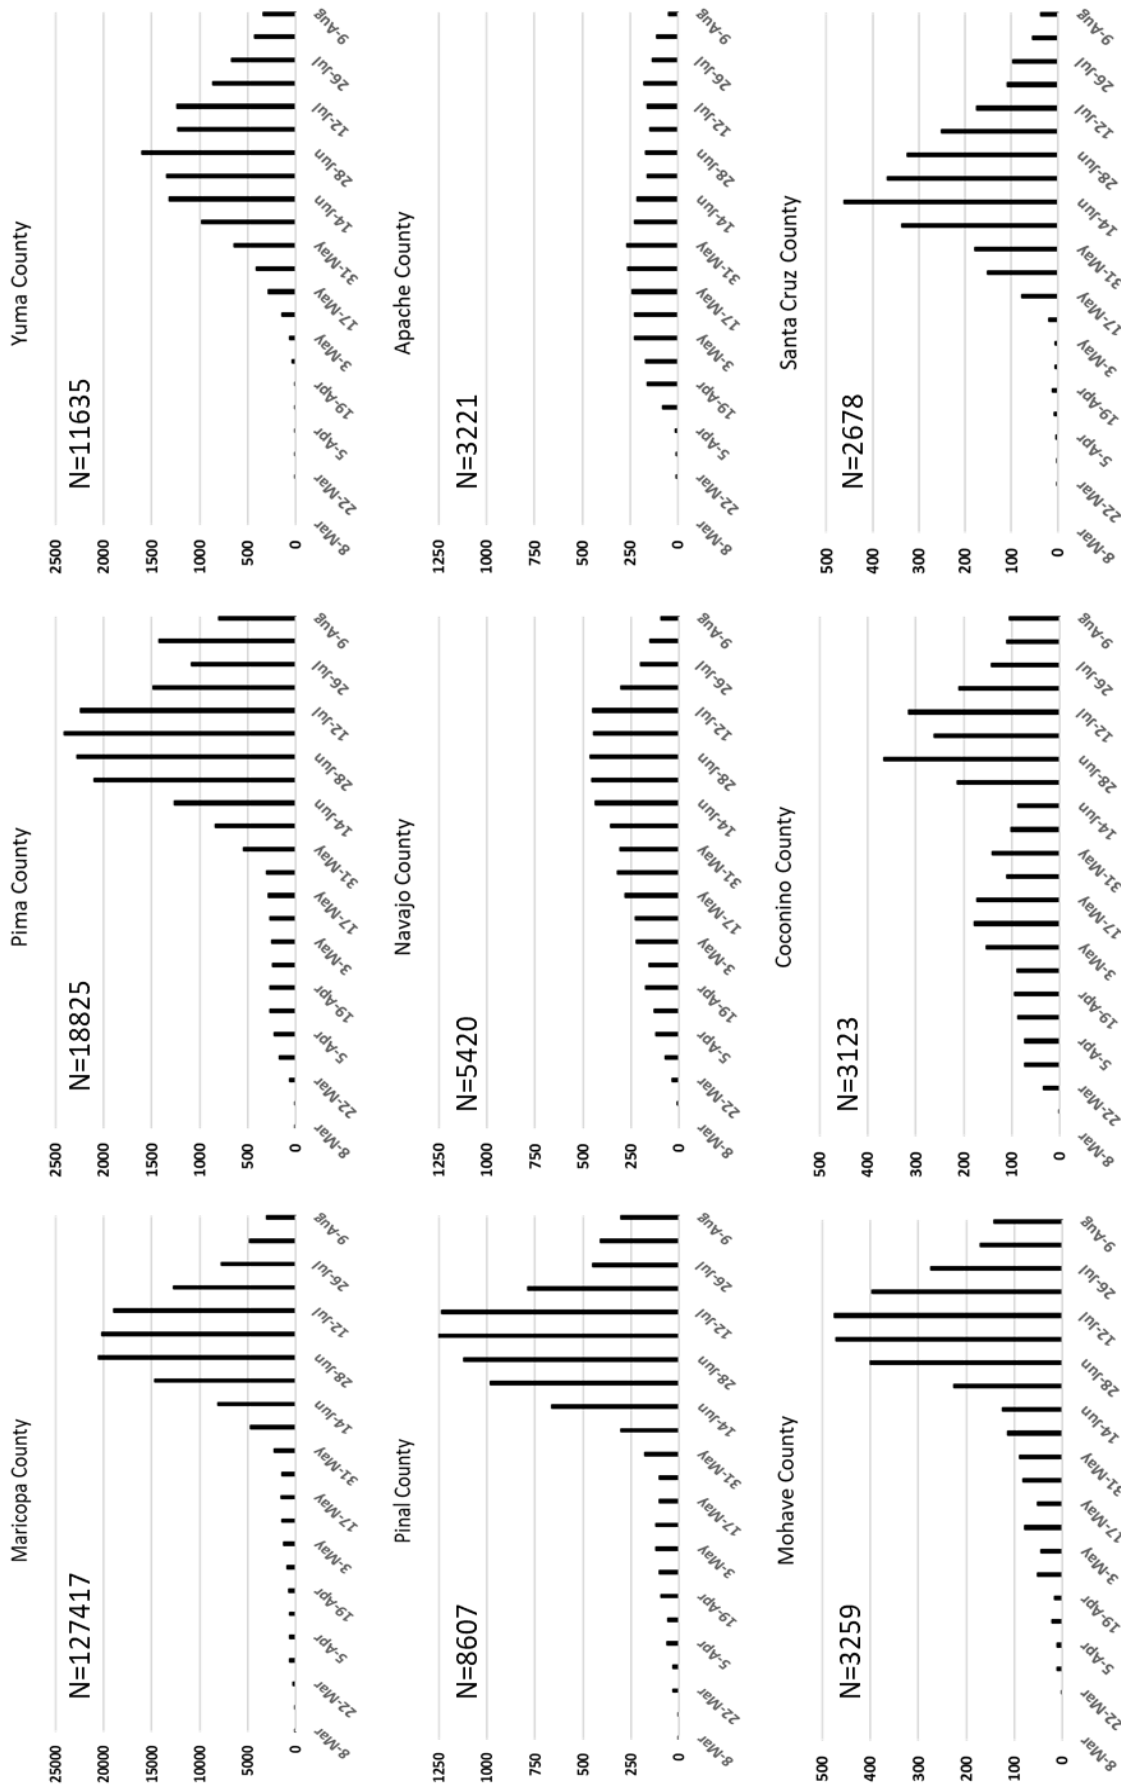 Maricopa County
N=127417
25000
20000
15000
10000
5000
0
8-Mar 22-Mar 5-Apr 19-Apr 3-May 17-May 31-May 14-Jun 28-Jun 12-Jul 26-Jul 9-Aug
Pima County
N=18825
2500
2000
1500
1000
500
0
8-Mar 22-Mar 5-Apr 19-Apr 3-May 17-May 31-May 14-Jun 28-Jun 12-Jul 26-Jul 9-Aug
Yuma County
N=11635
2500
2000
1500
1000
500
0
8-Mar 22-Mar 5-Apr 19-Apr 3-May 17-May 31-May 14-Jun 28-Jun 12-Jul 26-Jul 9-Aug
Pinal County
N=8607
1250
1000
750
500
250
0
8-Mar 22-Mar 5-Apr 19-Apr 3-May 17-May 31-May 14-Jun 28-Jun 12-Jul 26-Jul 9-Aug
Navajo County
N=5420
1250
1000
750
500
250
0
8-Mar 22-Mar 5-Apr 19-Apr 3-May 17-May 31-May 14-Jun 28-Jun 12-Jul 26-Jul 9-Aug
Apache County
N=3221
1250
1000
750
500
250
0
8-Mar 22-Mar 5-Apr 19-Apr 3-May 17-May 31-May 14-Jun 28-Jun 12-Jul 26-Jul 9-Aug
Mohave County
N=3259
500
400
300
200
100
0
8-Mar 22-Mar 5-Apr 19-Apr 3-May 17-May 31-May 14-Jun 28-Jun 12-Jul 26-Jul 9-Aug
Coconino County
N=3123
500
400
300
200
100
0
8-Mar 22-Mar 5-Apr 19-Apr 3-May 17-May 31-May 14-Jun 28-Jun 12-Jul 26-Jul 9-Aug
Santa Cruz County
N=2678
500
400
300
200
100
0
8-Mar 22-Mar 5-Apr 19-Apr 3-May 17-May 31-May 14-Jun 28-Jun 12-Jul 26-Jul 9-Aug